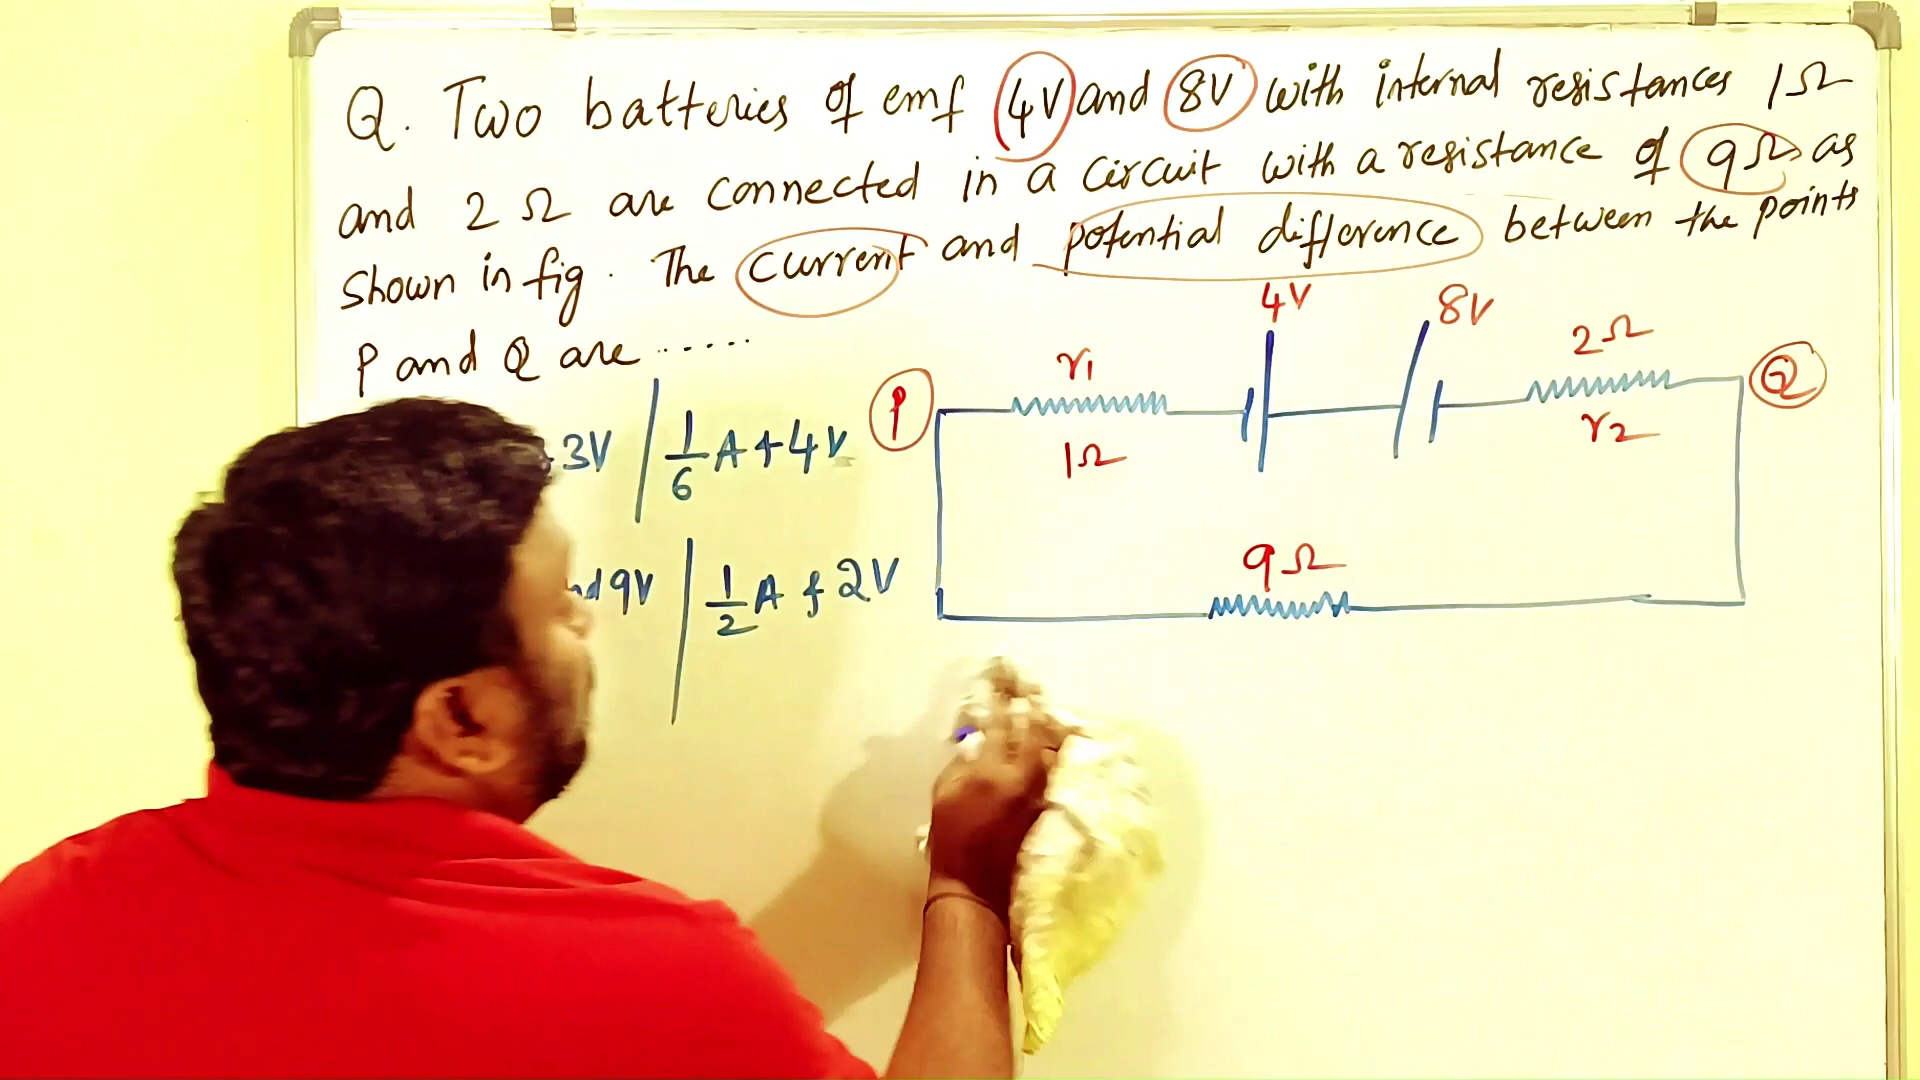 Q. Two batteries of emf 4V and 8V with internal resistances 1Ω
and 2Ω are connected in a circuit with a resistance of 9Ω as
shown in fig. The current and potential difference between the points
P and Q are .....
4V 8V
r1 2Ω
P Q
1Ω r2
3V 1/6 A + 4V
9Ω
9V 1/2 A & 2V